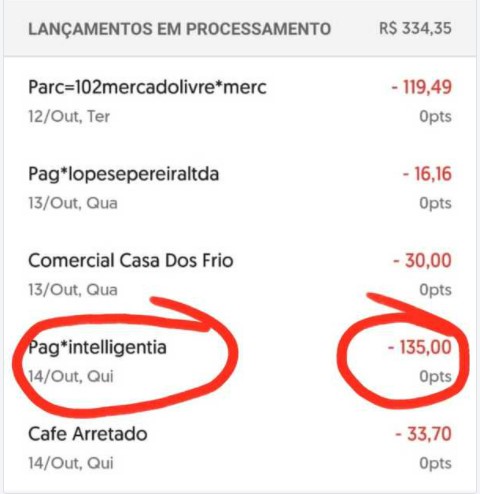 LANÇAMENTOS EM PROCESSAMENTO R$ 334,35
Parc=102mercadolivre*merc - 119,49
12/Out, Ter 0pts
Pag*lopesepereiraltda - 16,16
13/Out, Qua 0pts
Comercial Casa Dos Frio - 30,00
13/Out, Qua 0pts
Pag*intelligentia - 135,00
14/Out, Qui 0pts
Cafe Arretado - 33,70
14/Out, Qui 0pts